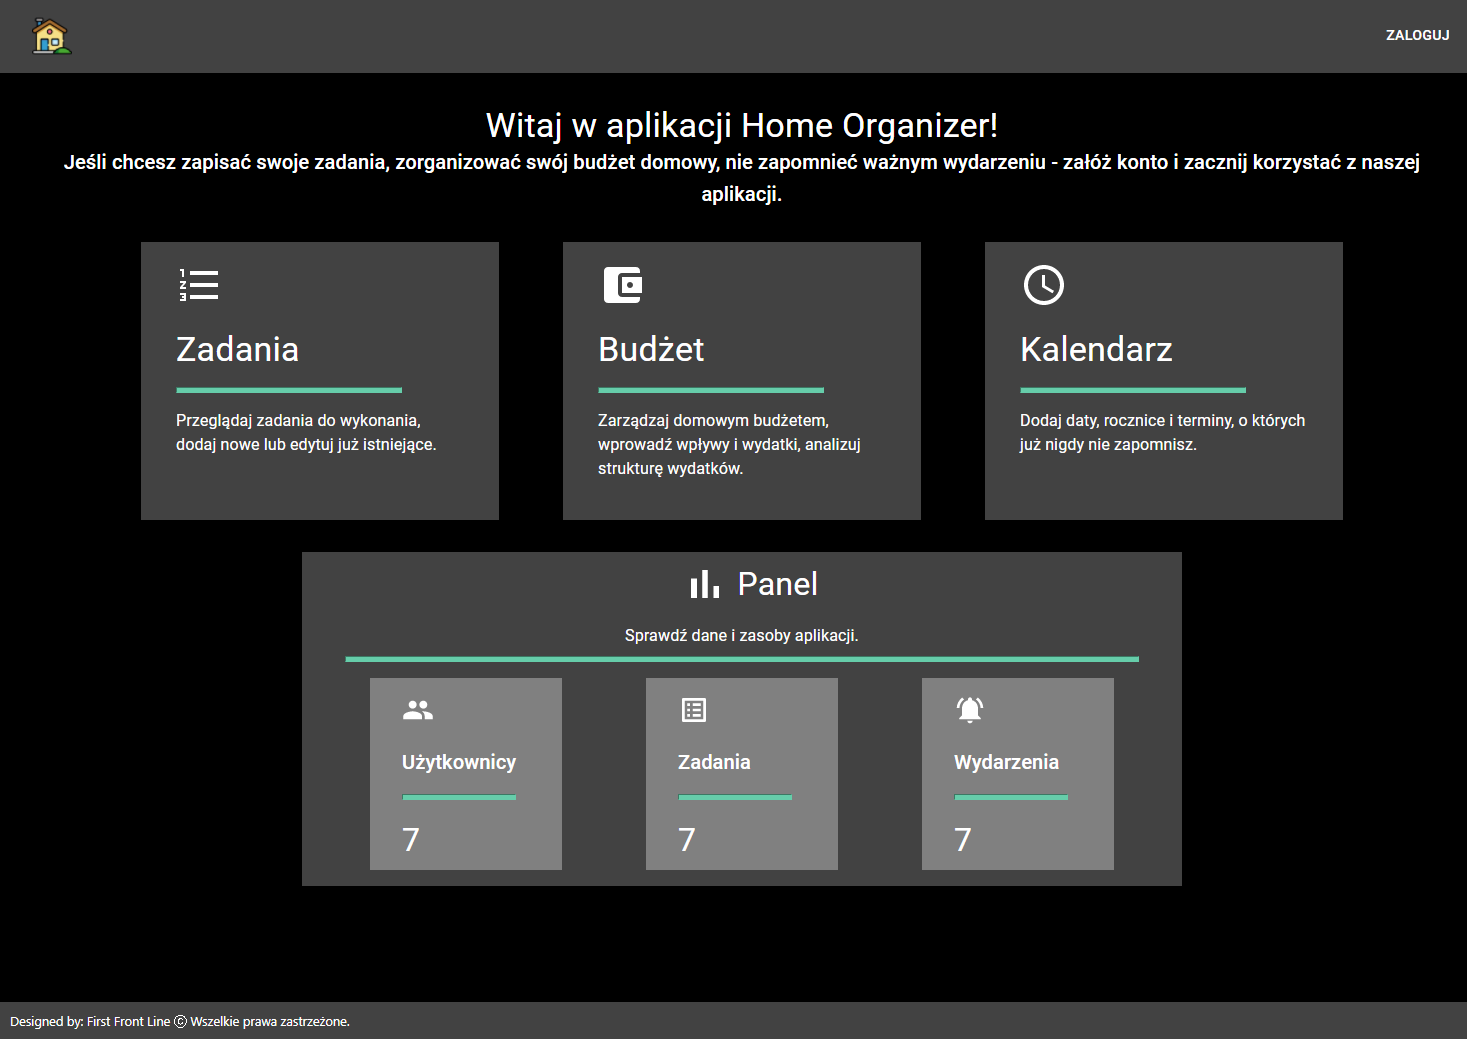 ZALOGUJ
Witaj w aplikacji Home Organizer!
Jeśli chcesz zapisać swoje zadania, zorganizować swój budżet domowy, nie zapomnieć ważnym wydarzeniu - załóż konto i zacznij korzystać z naszej
aplikacji.
Zadania
Przeglądaj zadania do wykonania,
dodaj nowe lub edytuj już istniejące.
Budżet
Zarządzaj domowym budżetem,
wprowadź wpływy i wydatki, analizuj
strukturę wydatków.
Kalendarz
Dodaj daty, rocznice i terminy, o których
już nigdy nie zapomnisz.
Panel
Sprawdź dane i zasoby aplikacji.
Użytkownicy
7
Zadania
7
Wydarzenia
7
Designed by: First Front Line © Wszelkie prawa zastrzeżone.